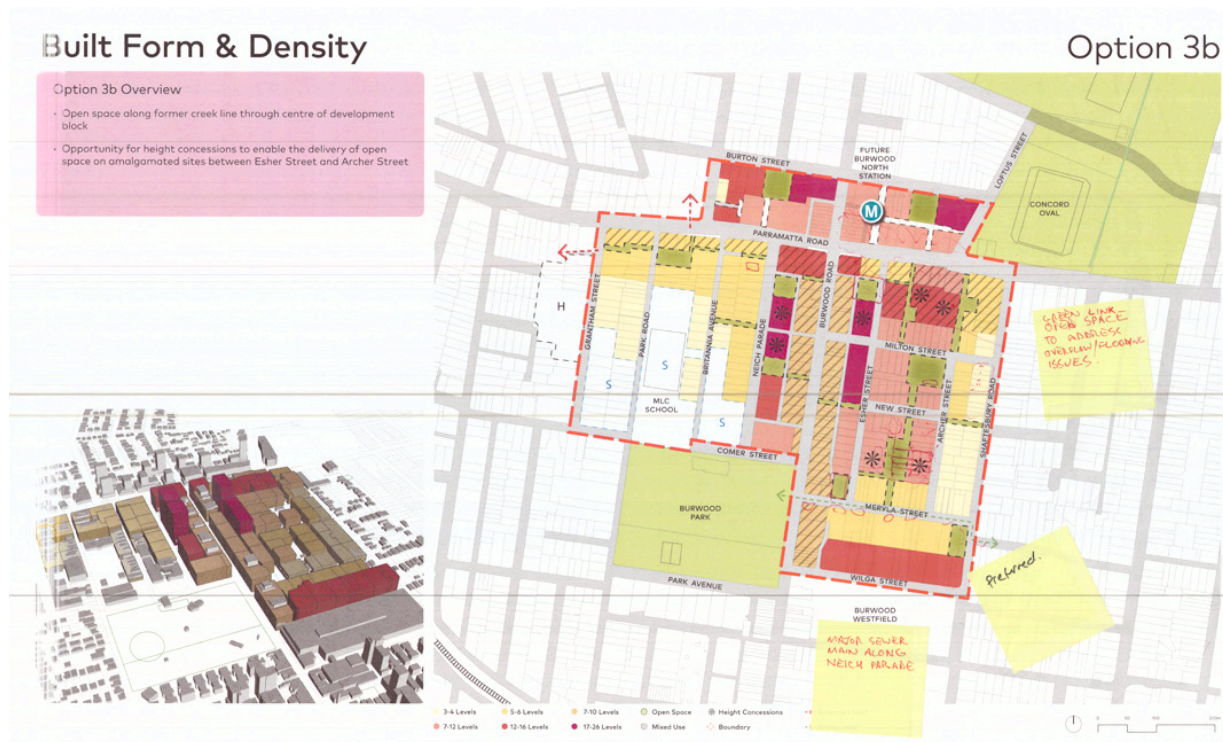 Built Form & Density
Option 3b
Option 3b Overview
• Open space along former creek line through centre of development
block
• Opportunity for height concessions to enable the delivery of open
space on amalgamated sites between Esher Street and Archer Street
BURTON STREET
FUTURE
BURWOOD
NORTH
STATION
LOFTUS STREET
M
CONCORD
OVAL
PARRAMATTA ROAD
H
GRANTHAM STREET
PARK ROAD
BRITANNIA AVENUE
NEICH PARADE
BURWOOD ROAD
GREEN LINK
OPEN SPACE
TO ADDRESS
OVERFLOW/FLOODING
ISSUES.
MILTON STREET
S
S
MLC
SCHOOL
S
ESHER STREET
NEW STREET
ARCHER STREET
SHAFTESBURY ROAD
COMER STREET
BURWOOD
PARK
MERYLA STREET
PARK AVENUE
WILGA STREET
Preferred.
BURWOOD
WESTFIELD
MAJOR SEWER
MAIN ALONG
NEICH PARADE
3-4 Levels
5-6 Levels
7-10 Levels
Open Space
Height Concessions
7-12 Levels
12-16 Levels
17-26 Levels
Mixed Use
Boundary
0
50
100
200m